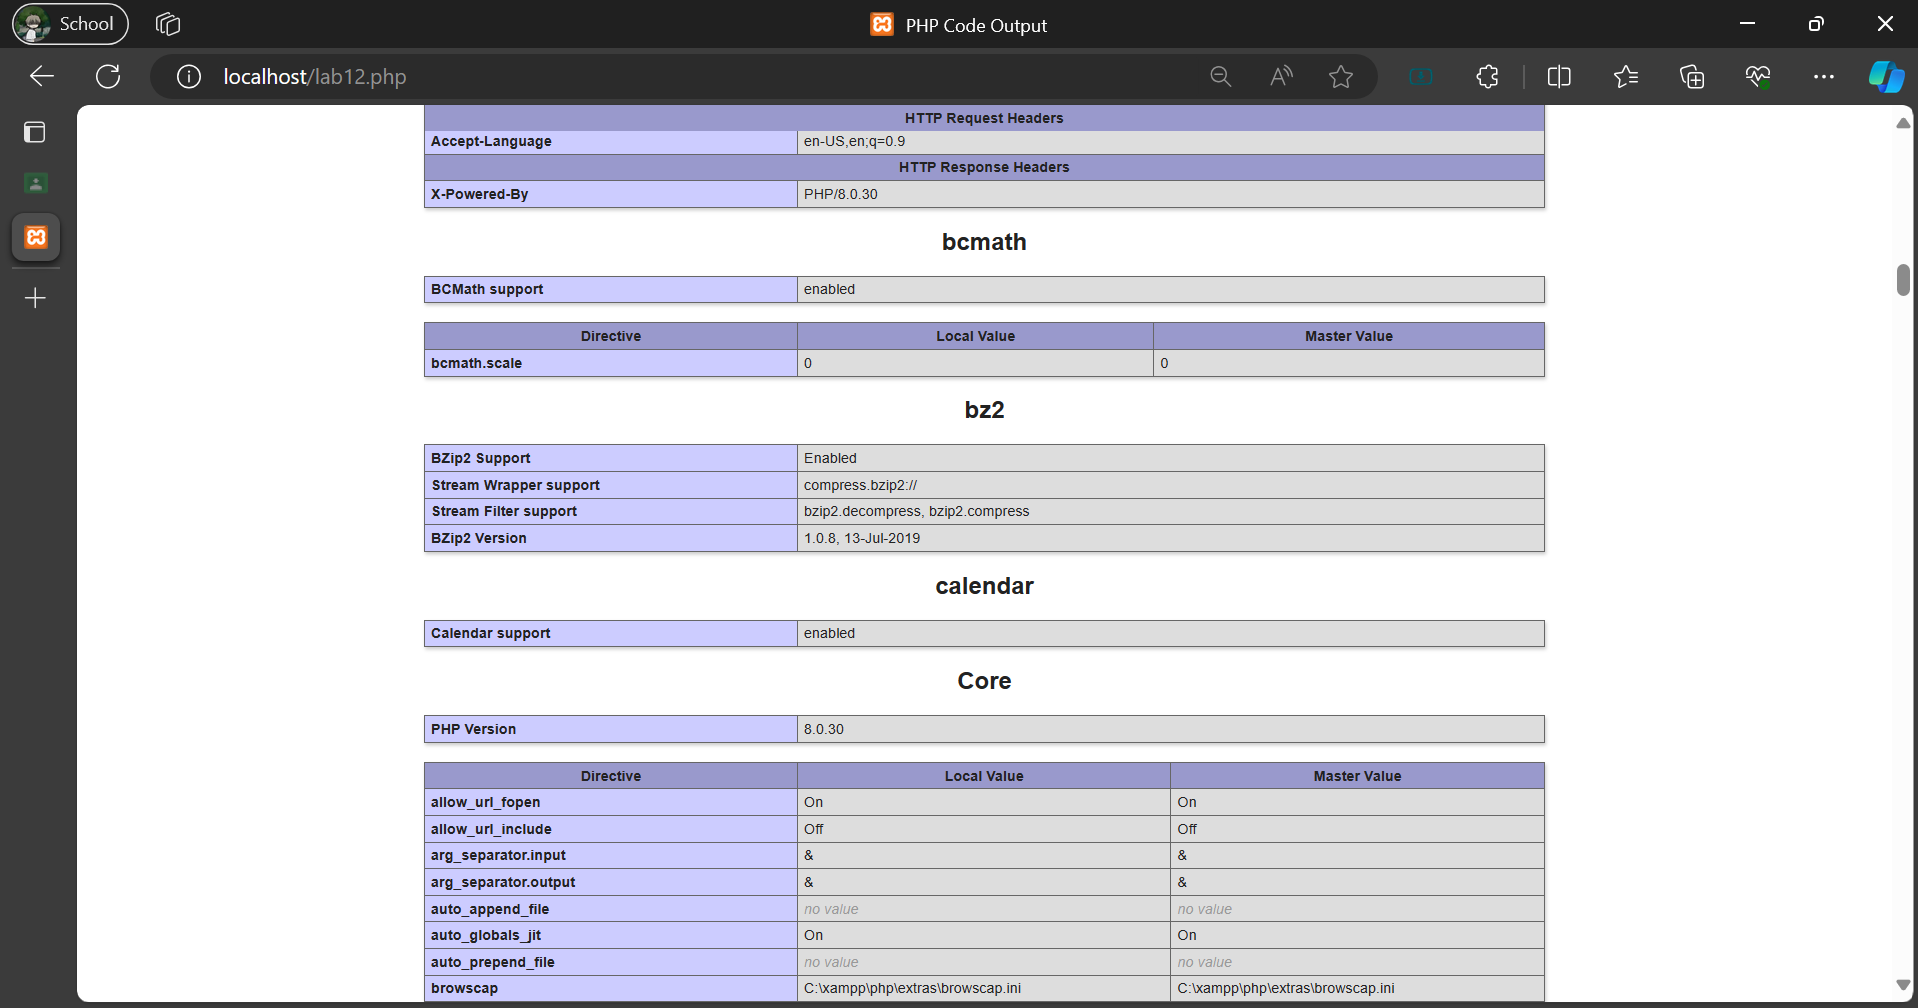 School
PHP Code Output
localhost/lab12.php
HTTP Request Headers
Accept-Language en-US,en;q=0.9
HTTP Response Headers
X-Powered-By PHP/8.0.30
bcmath
BCMath support enabled
Directive Local Value Master Value
bcmath.scale 0 0
bz2
BZip2 Support Enabled
Stream Wrapper support compress.bzip2://
Stream Filter support bzip2.decompress, bzip2.compress
BZip2 Version 1.0.8, 13-Jul-2019
calendar
Calendar support enabled
Core
PHP Version 8.0.30
Directive Local Value Master Value
allow_url_fopen On On
allow_url_include Off Off
arg_separator.input & &
arg_separator.output & &
auto_append_file no value no value
auto_globals_jit On On
auto_prepend_file no value no value
browscap C:\xampp\php\extras\browscap.ini C:\xampp\php\extras\browscap.ini